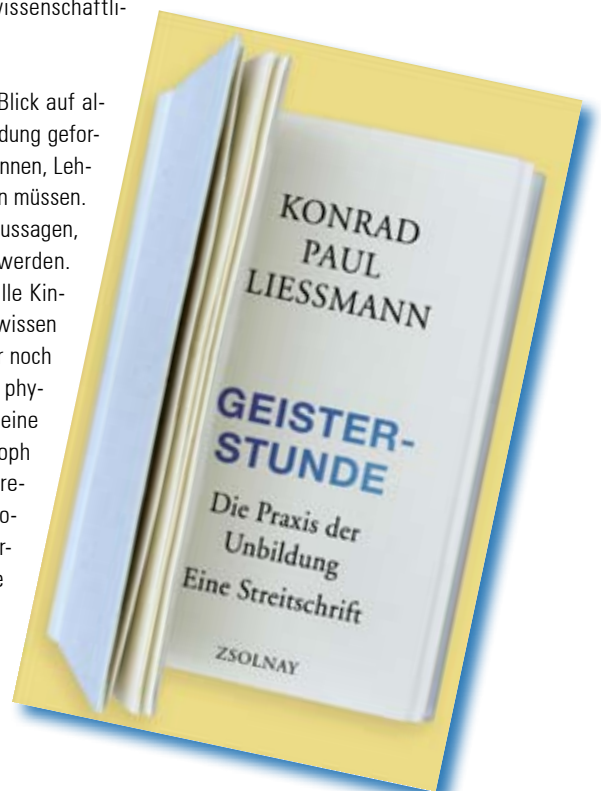 wissenschaftli-
Blick auf al-
dung gefor-
nnen, Leh-
n müssen.
ussagen,
werden.
lle Kin-
wissen
r noch
phy-
eine
oph
re-
o-
r-
e
KONRAD
PAUL
LIESSMANN
GEISTER-
STUNDE
Die Praxis der
Unbildung
Eine Streitschrift
ZSOLNAY